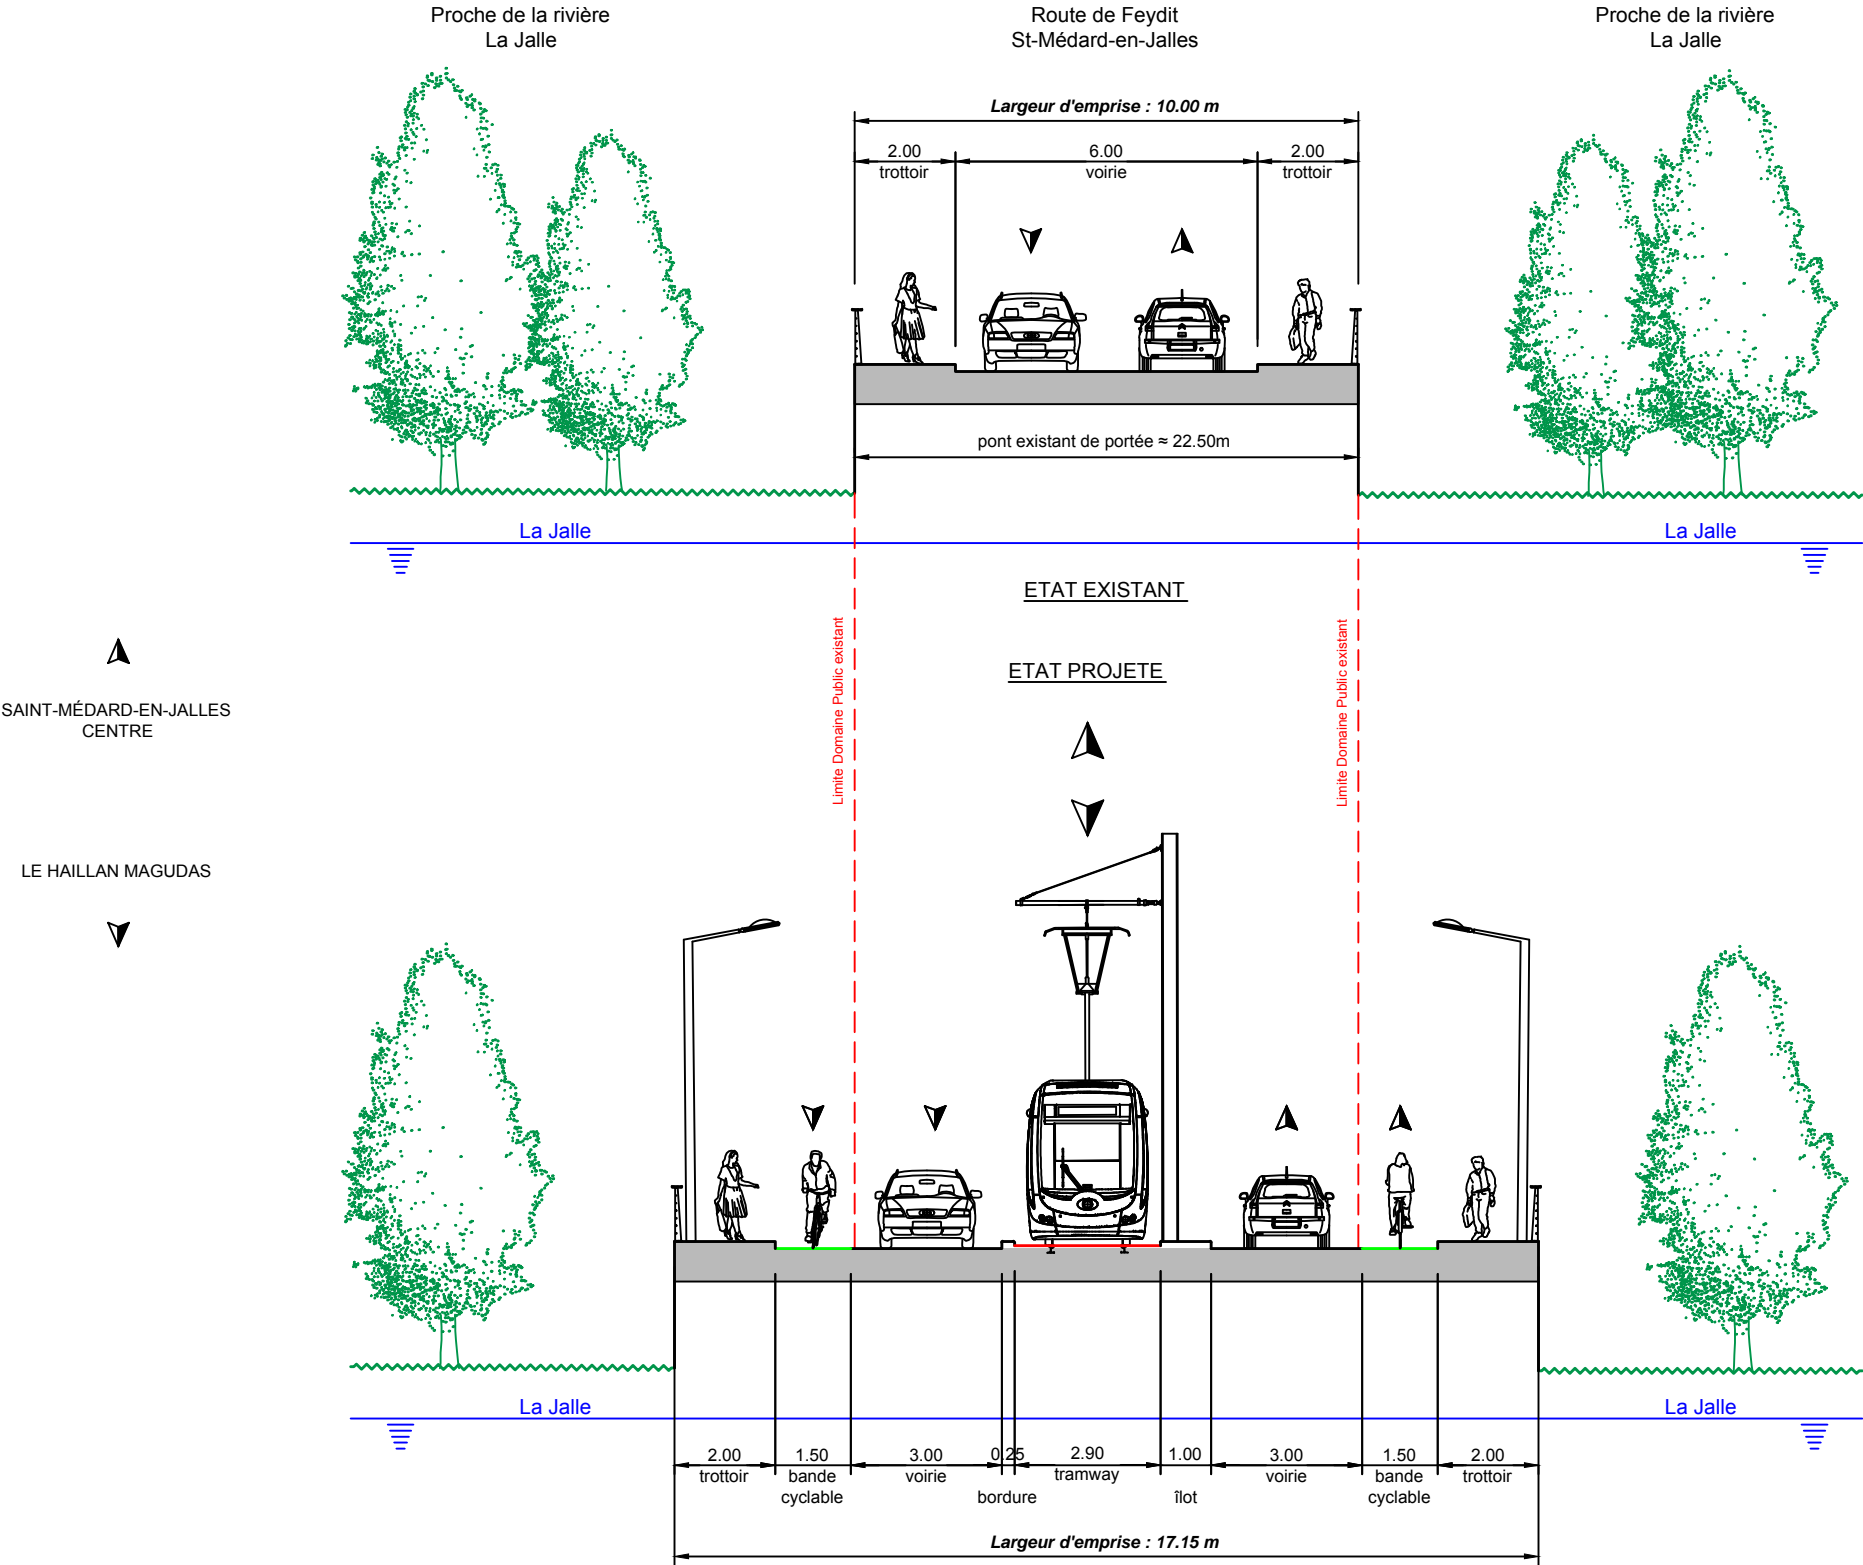 Proche de la rivière
La Jalle
Route de Feydit
St-Médard-en-Jalles
Proche de la rivière
La Jalle
Largeur d'emprise : 10.00 m
2.00
trottoir
6.00
voirie
2.00
trottoir
pont existant de portée ≈ 22.50m
La Jalle
La Jalle
ETAT EXISTANT
Limite Domaine Public existant
Limite Domaine Public existant
ETAT PROJETE
SAINT-MÉDARD-EN-JALLES
CENTRE
LE HAILLAN MAGUDAS
La Jalle
La Jalle
2.00
trottoir
1.50
bande
cyclable
3.00
voirie
0.25
bordure
2.90
tramway
1.00
îlot
3.00
voirie
1.50
bande
cyclable
2.00
trottoir
Largeur d'emprise : 17.15 m